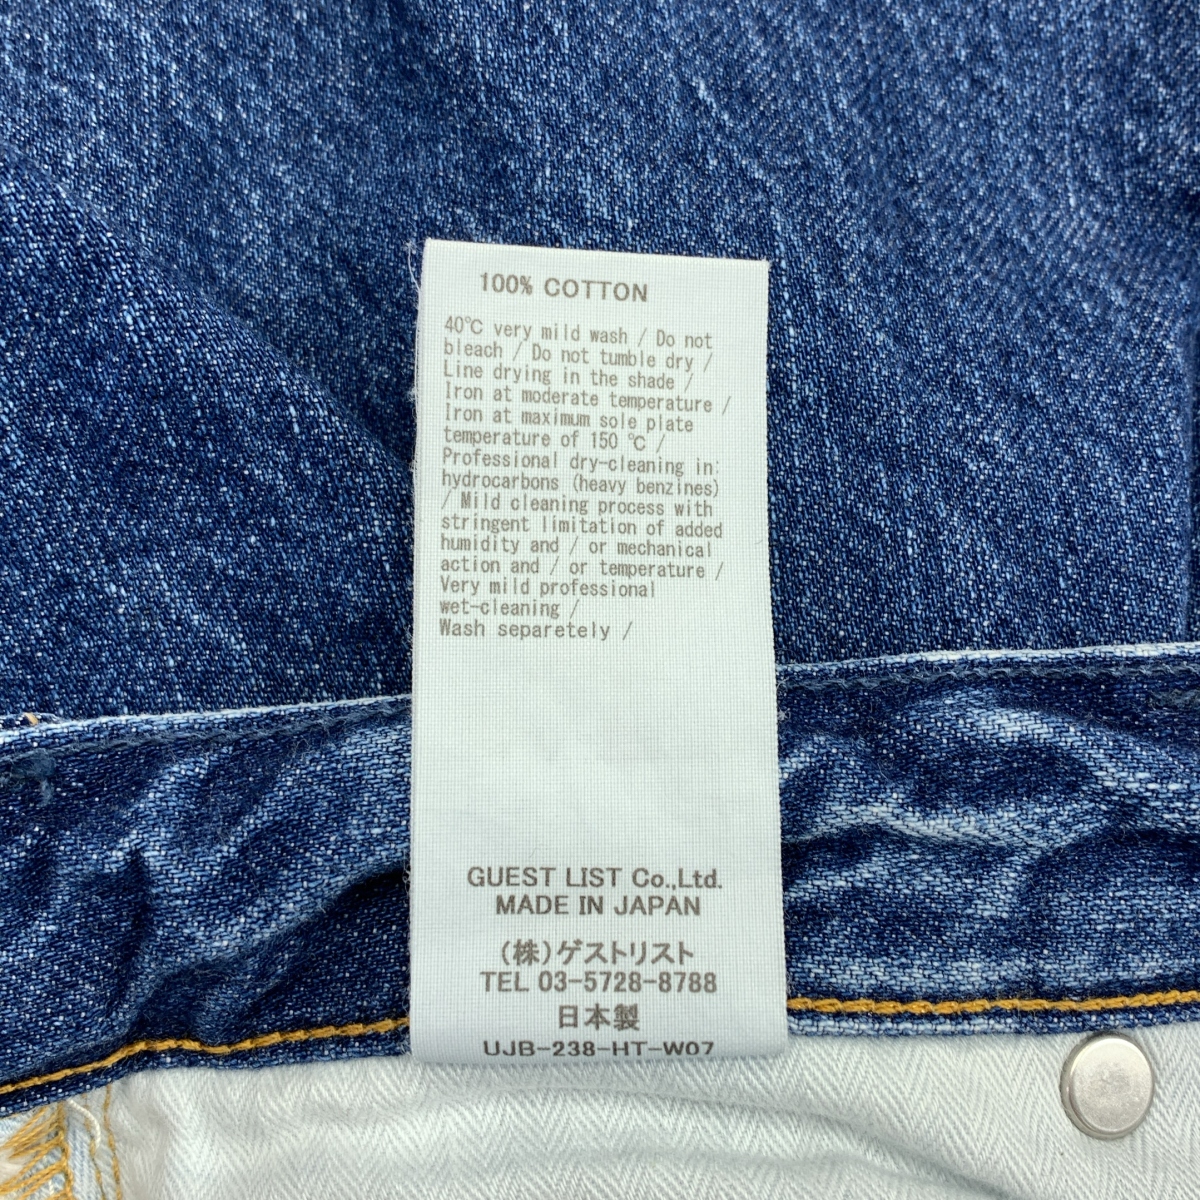 100% COTTON
40℃ very mild wash / Do not
bleach / Do not tumble dry /
Line drying in the shade /
Iron at moderate temperature /
Iron at maximum sole plate
temperature of 150 ℃ /
Professional dry-cleaning in:
hydrocarbons (heavy benzines)
/ Mild cleaning process with
stringent limitation of added
humidity and / or mechanical
action and / or temperature /
Very mild professional
wet-cleaning /
Wash separetely /
GUEST LIST Co.,Ltd.
MADE IN JAPAN
(株)ゲストリスト
TEL 03-5728-8788
日本製
UJB-238-HT-W07